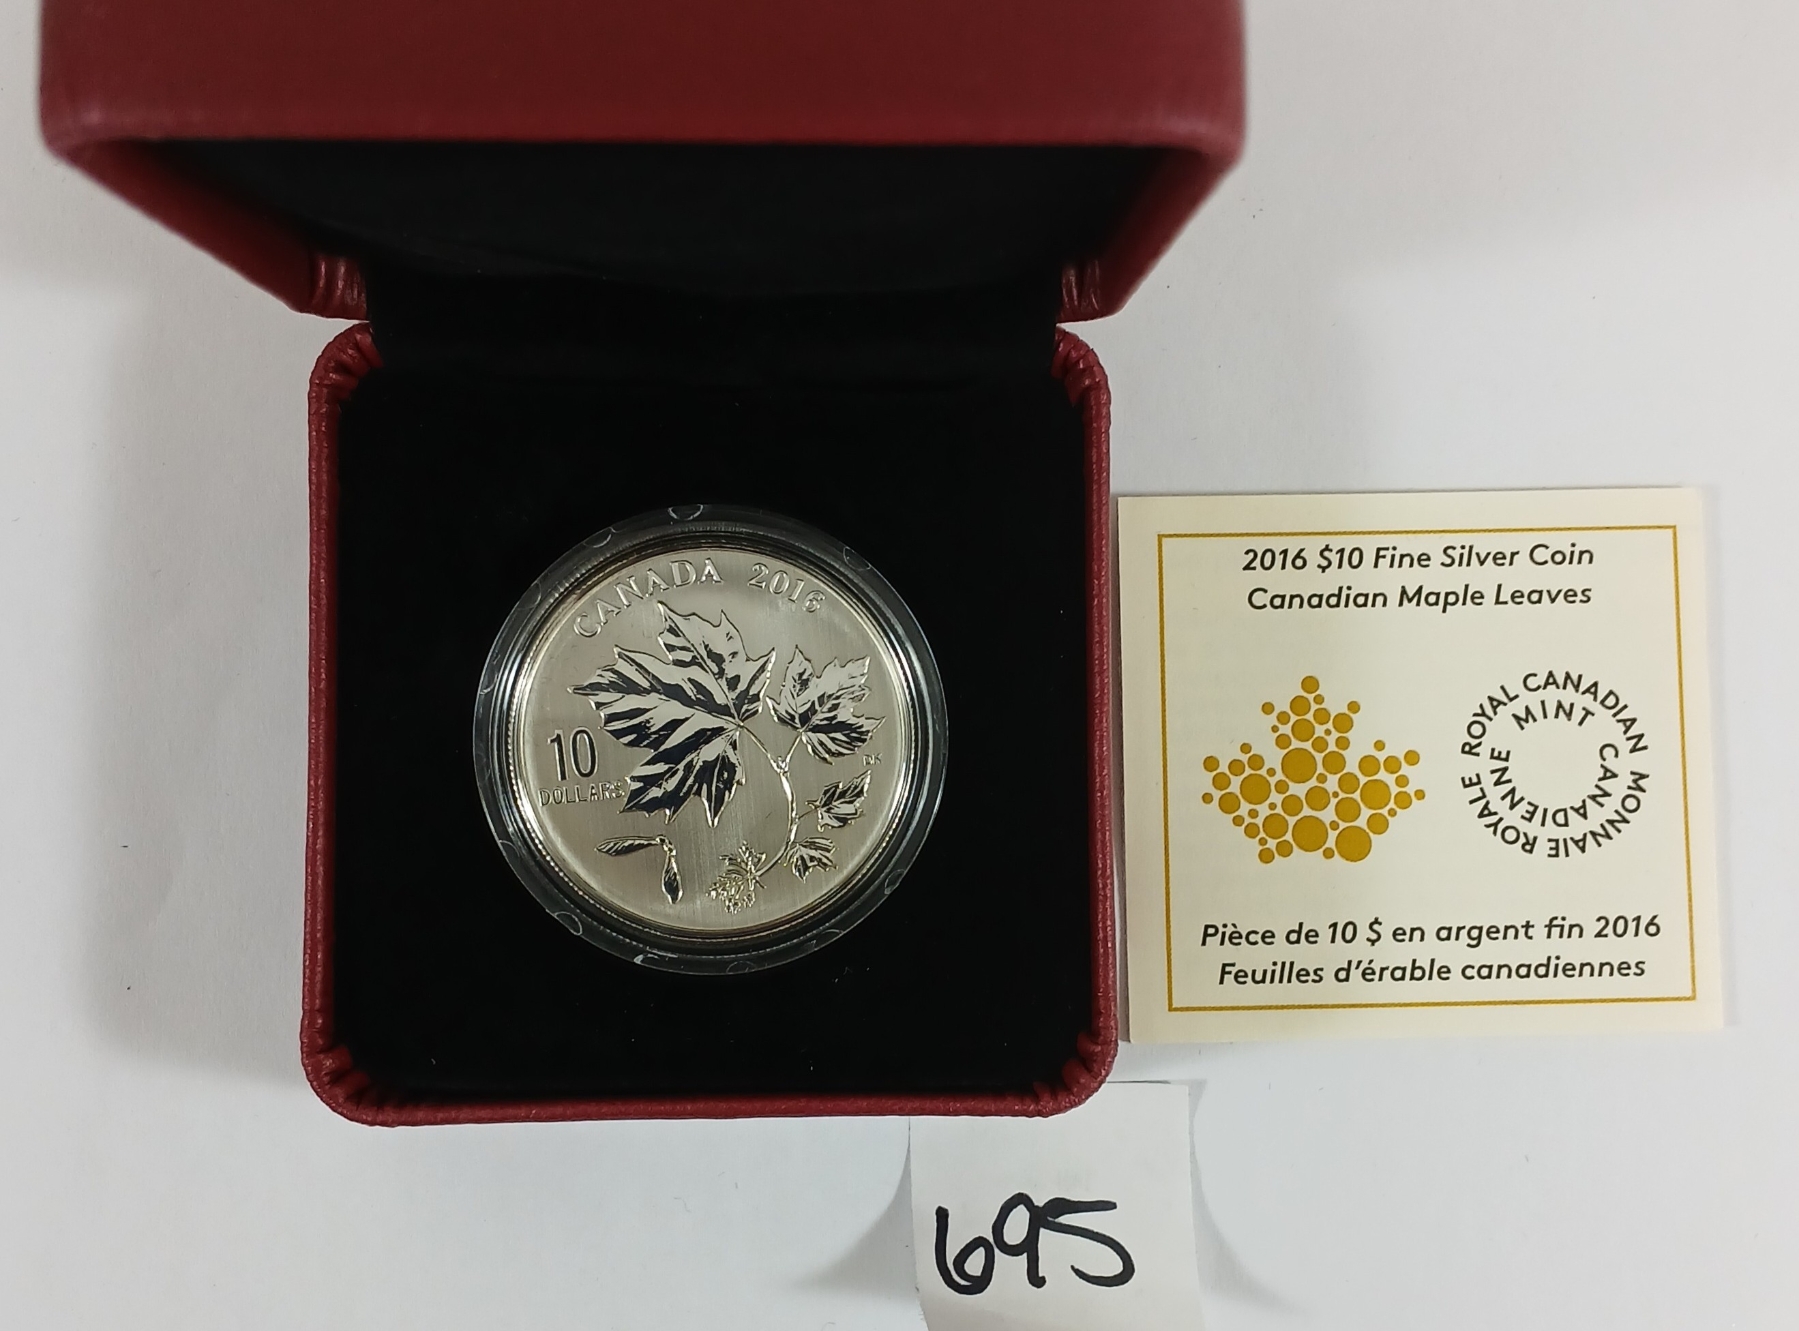 CANADA 2016
10
DOLLARS
DK
2016 $10 Fine Silver Coin
Canadian Maple Leaves
ROYAL CANADIAN MINT
MONNAIE ROYALE CANADIENNE
Pièce de 10 $ en argent fin 2016
Feuilles d'érable canadiennes
695